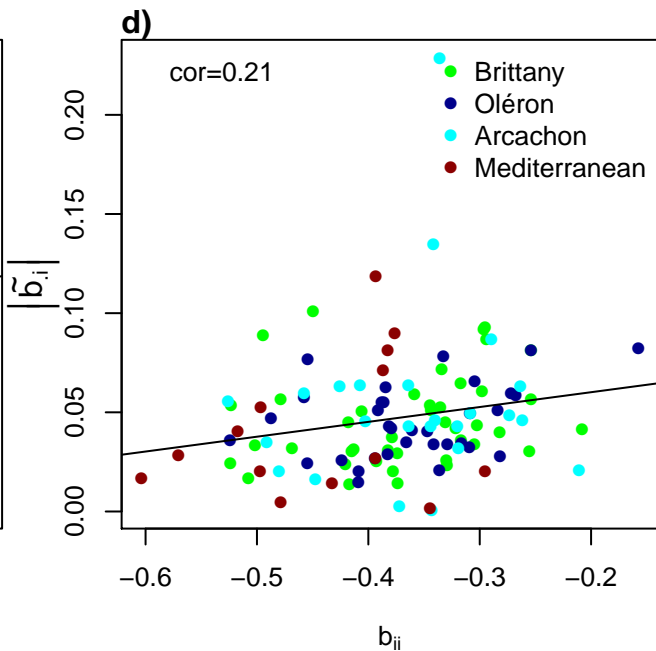 d)
cor=0.21
Brittany
Oléron
Arcachon
Mediterranean
0.20
0.15
0.10
0.05
0.00
|b̃.i|
−0.6 −0.5 −0.4 −0.3 −0.2
bii